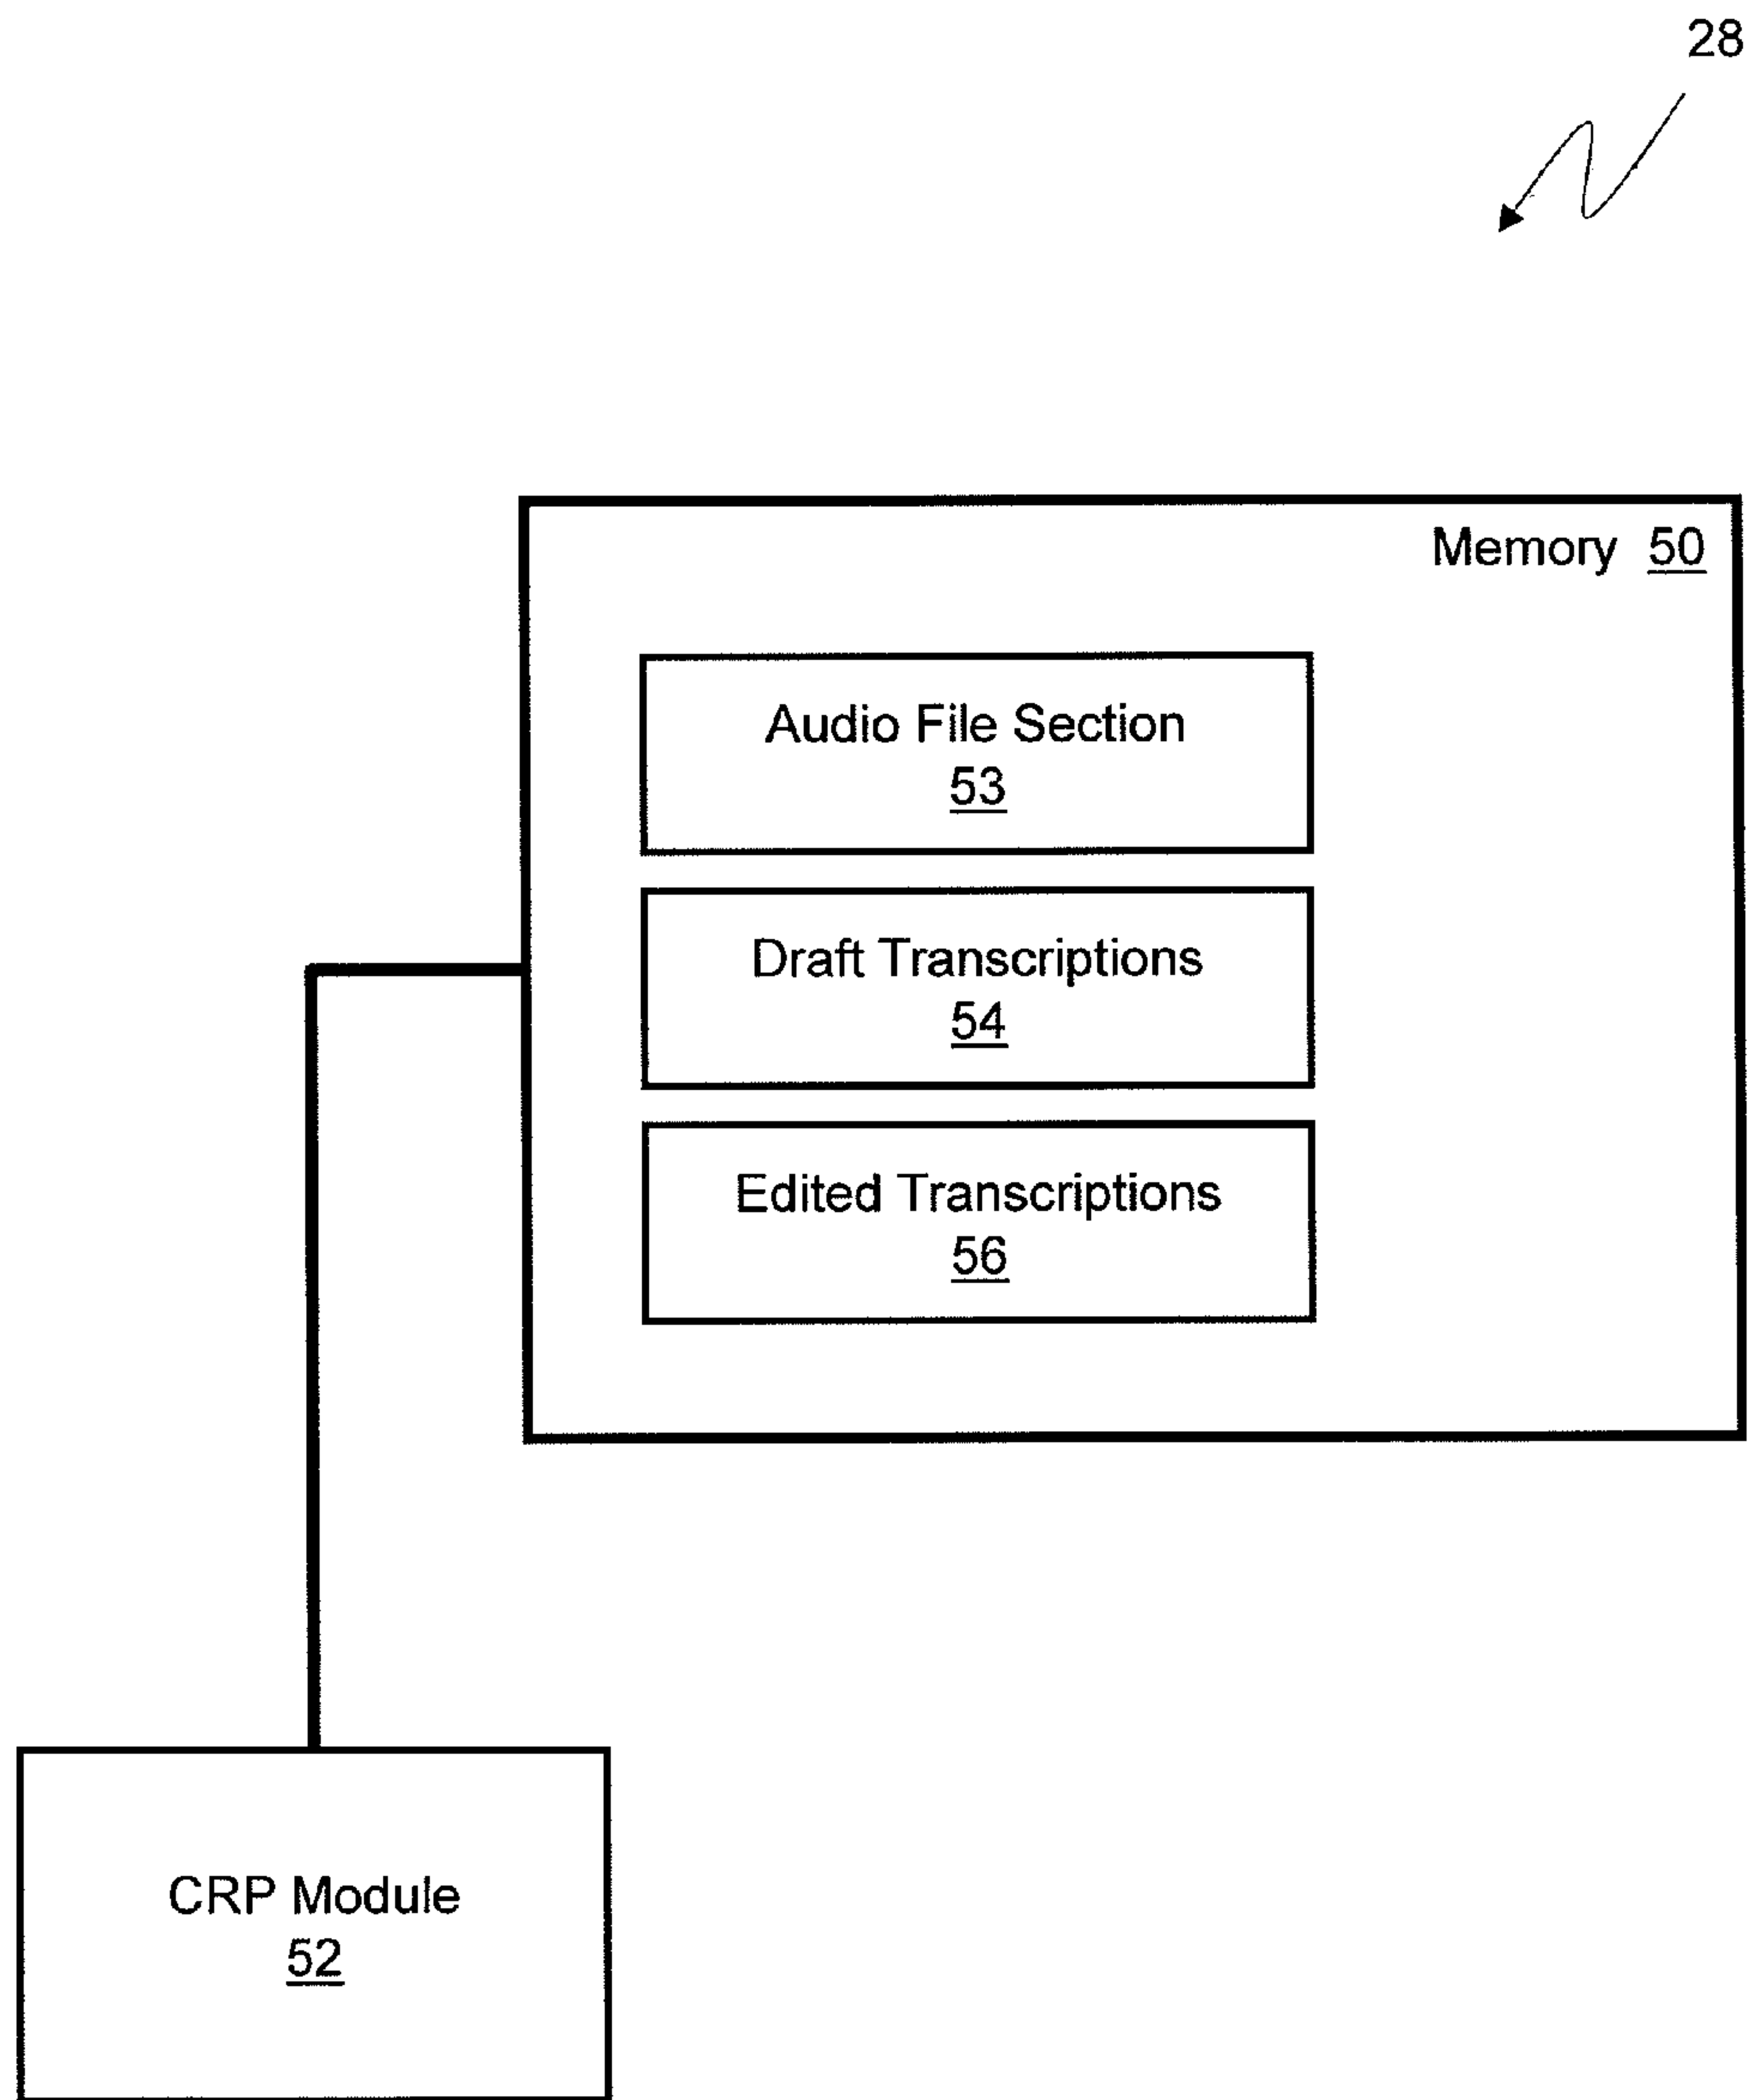 28
Memory 50
Audio File Section
53
Draft Transcriptions
54
Edited Transcriptions
56
CRP Module
52